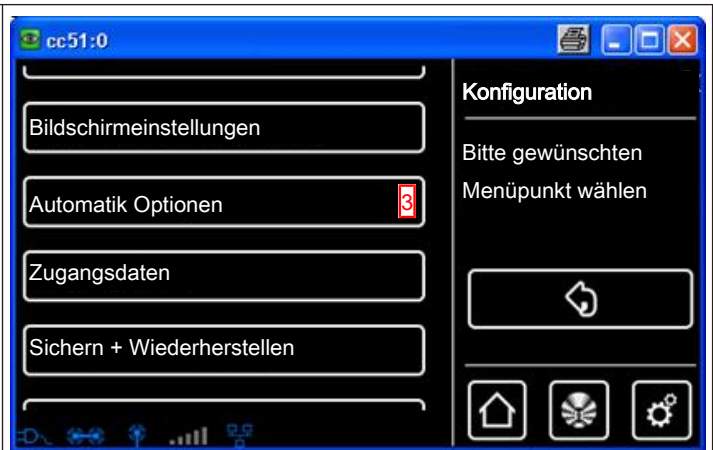 cc51:0
Bildschirmeinstellungen
Automatik Optionen 3
Zugangsdaten
Sichern + Wiederherstellen
Konfiguration
Bitte gewünschten
Menüpunkt wählen